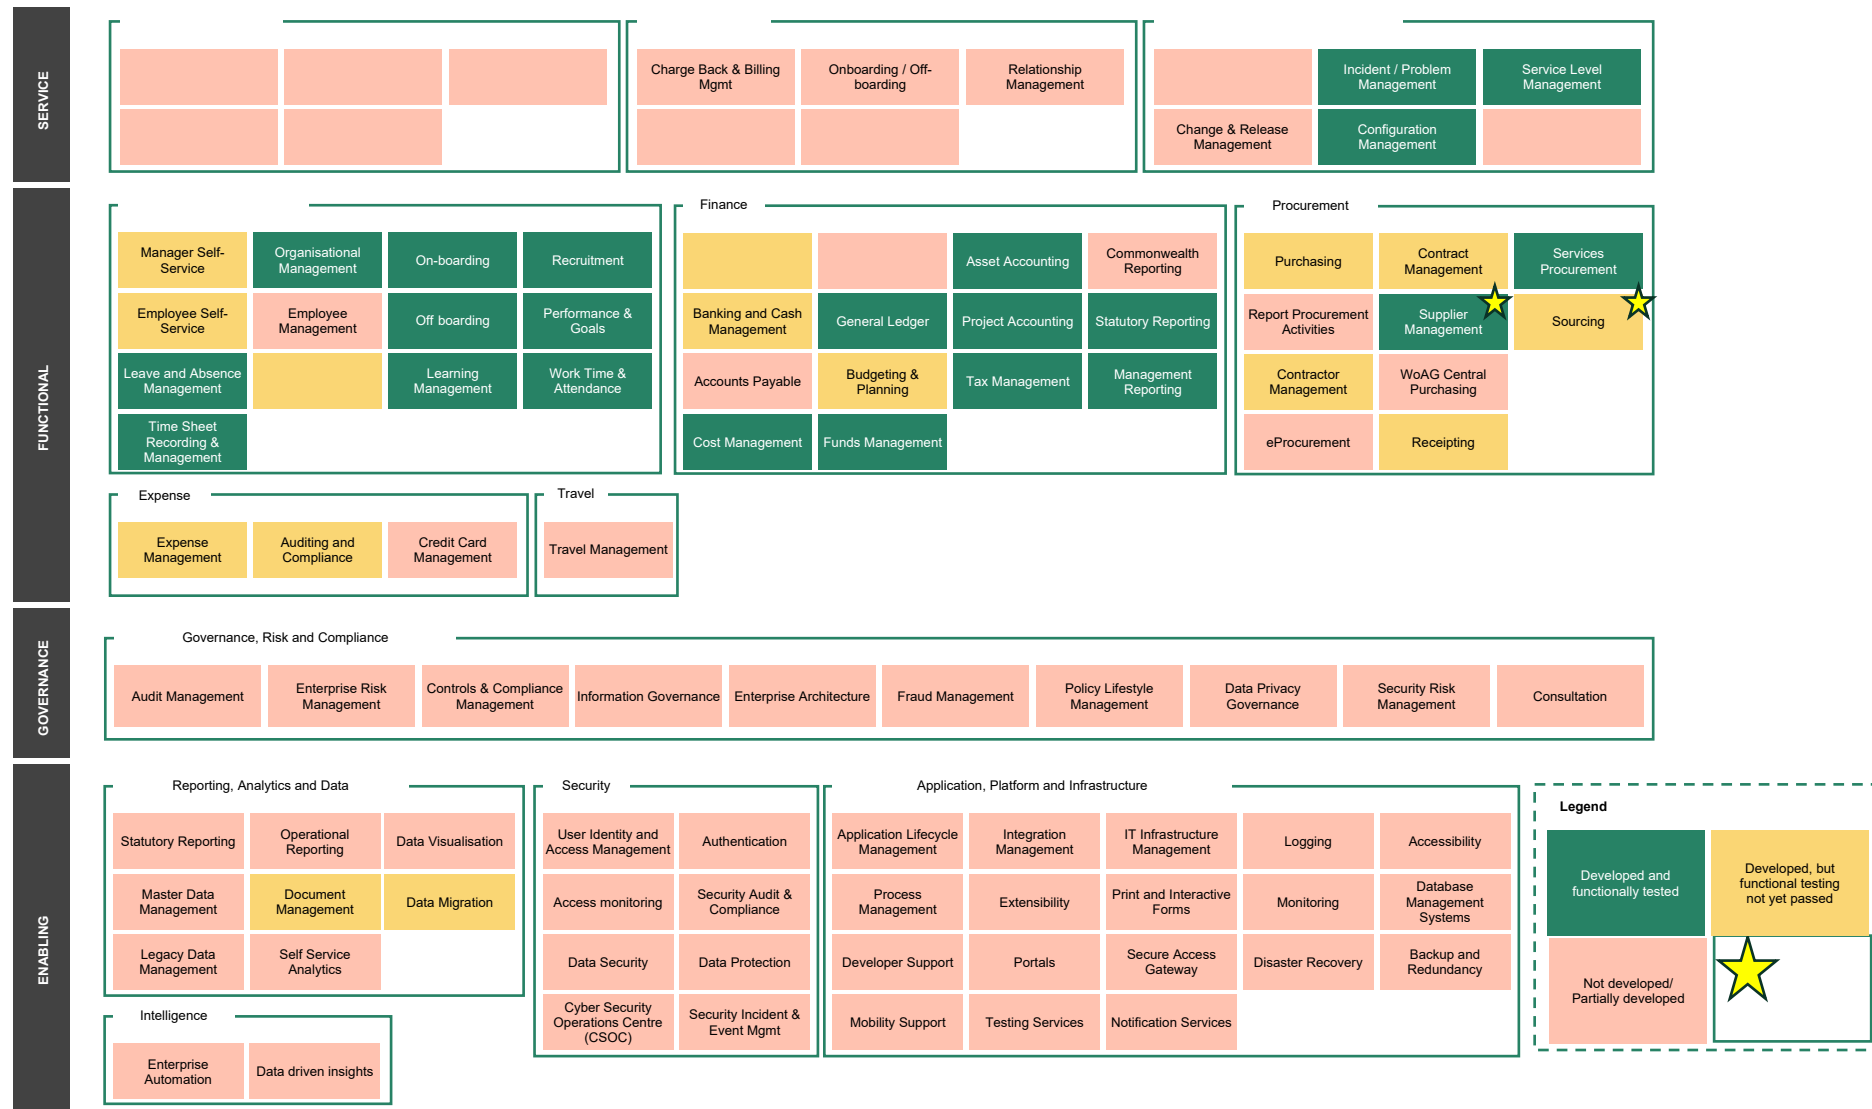 SERVICE
Charge Back & Billing
Mgmt
Onboarding / Off-
boarding
Relationship
Management
Incident / Problem
Management
Service Level
Management
Change & Release
Management
Configuration
Management
FUNCTIONAL
Manager Self-
Service
Organisational
Management
On-boarding
Recruitment
Employee Self-
Service
Employee
Management
Off boarding
Performance &
Goals
Leave and Absence
Management
Learning
Management
Work Time &
Attendance
Time Sheet
Recording &
Management
Finance
Asset Accounting
Commonwealth
Reporting
Banking and Cash
Management
General Ledger
Project Accounting
Statutory Reporting
Accounts Payable
Budgeting &
Planning
Tax Management
Management
Reporting
Cost Management
Funds Management
Procurement
Purchasing
Contract
Management
Services
Procurement
Report Procurement
Activities
Supplier
Management
Sourcing
Contractor
Management
WoAG Central
Purchasing
eProcurement
Receipting
Expense
Expense
Management
Auditing and
Compliance
Credit Card
Management
Travel
Travel Management
GOVERNANCE
Governance, Risk and Compliance
Audit Management
Enterprise Risk
Management
Controls & Compliance
Management
Information Governance
Enterprise Architecture
Fraud Management
Policy Lifestyle
Management
Data Privacy
Governance
Security Risk
Management
Consultation
ENABLING
Reporting, Analytics and Data
Statutory Reporting
Operational
Reporting
Data Visualisation
Master Data
Management
Document
Management
Data Migration
Legacy Data
Management
Self Service
Analytics
Intelligence
Enterprise
Automation
Data driven insights
Security
User Identity and
Access Management
Authentication
Access monitoring
Security Audit &
Compliance
Data Security
Data Protection
Cyber Security
Operations Centre
(CSOC)
Security Incident &
Event Mgmt
Application, Platform and Infrastructure
Application Lifecycle
Management
Integration
Management
IT Infrastructure
Management
Logging
Accessibility
Process
Management
Extensibility
Print and Interactive
Forms
Monitoring
Database
Management
Systems
Developer Support
Portals
Secure Access
Gateway
Disaster Recovery
Backup and
Redundancy
Mobility Support
Testing Services
Notification Services
Legend
Developed and
functionally tested
Developed, but
functional testing
not yet passed
Not developed/
Partially developed